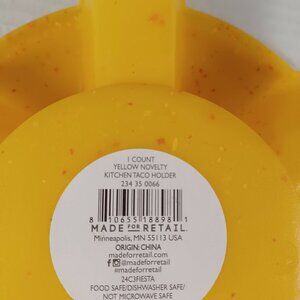 1 COUNT
YELLOW NOVELTY
KITCHEN TACO HOLDER
234 35 0066
8 10655 18898 1
MADE FOR RETAIL.
Minneapolis, MN 55113 USA
ORIGIN: CHINA
madeforretail.com
@madeforretail
#madeforretail
24C3FIESTA
FOOD SAFE/DISHWASHER SAFE/
NOT MICROWAVE SAFE